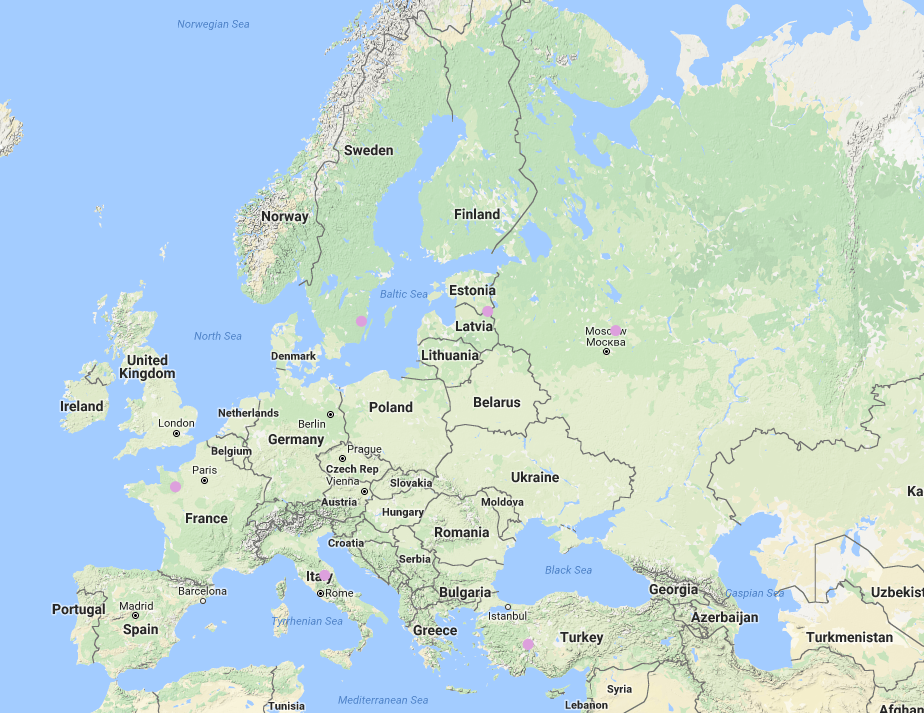 Norwegian Sea
Sweden
Norway
Finland
Estonia
Baltic Sea
North Sea
Latvia
Moscow
Москва
Denmark
Lithuania
United
Kingdom
Ireland
Belarus
Poland
Netherlands
London
Berlin
Germany
Belgium
Prague
Paris
Czech Rep
Ukraine
Vienna
Slovakia
Ka
Austria
Moldova
Hungary
France
Romania
Croatia
Serbia
Black Sea
Italy
Georgia
Barcelona
Rome
Bulgaria
Caspian Sea
Uzbekist
Portugal
Madrid
Istanbul
Azerbaijan
Tyrrhenian Sea
Spain
Greece
Turkey
Turkmenistan
Syria
Mediterranean Sea
Tunisia
Lebanon
Afghan